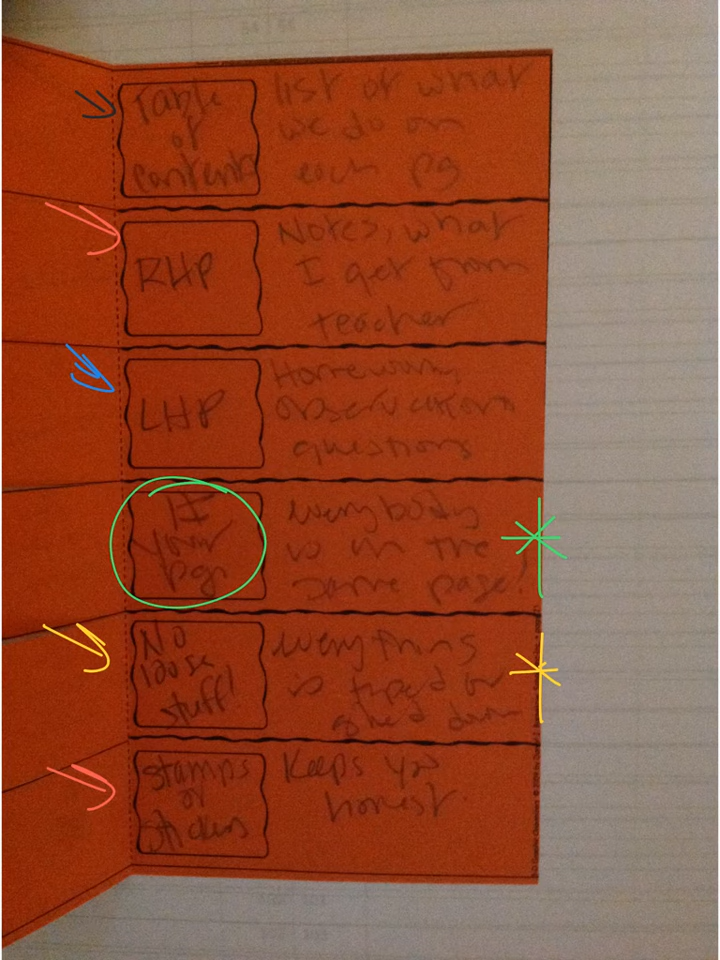 Table
of
contents
list of what
we do on
each pg
RHP
Notes, what
I get from
teacher
LHP
Homework,
observations
questions
your
pgs
everybody
is on the
same page!
No
loose
stuff!
everything
is taped or
glued down
stamps
or
stickers
Keeps you
honest.